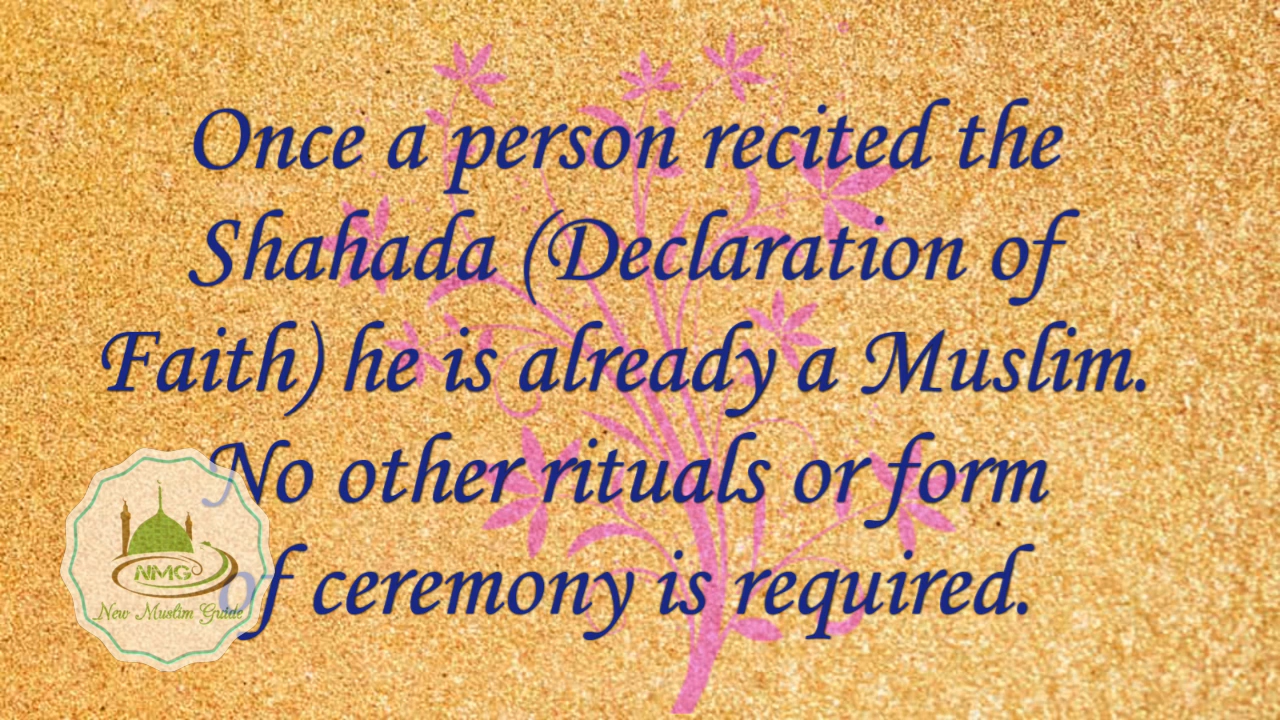 Once a person recited the
Shahada (Declaration of
Faith) he is already a Muslim.
No other rituals or form
of ceremony is required.
NMG
New Muslim Guide